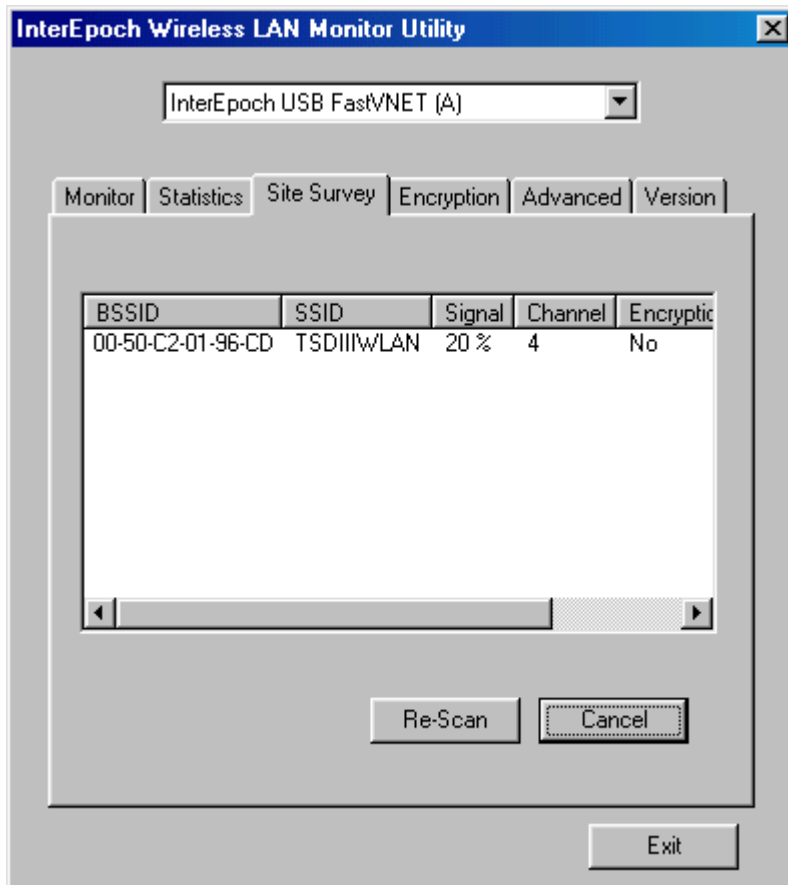 InterEpoch Wireless LAN Monitor Utility
InterEpoch USB FastVNET (A)
Monitor Statistics Site Survey Encryption Advanced Version
BSSID SSID Signal Channel Encryptic
00-50-C2-01-96-CD TSDIIIWLAN 20 % 4 No
Re-Scan Cancel
Exit